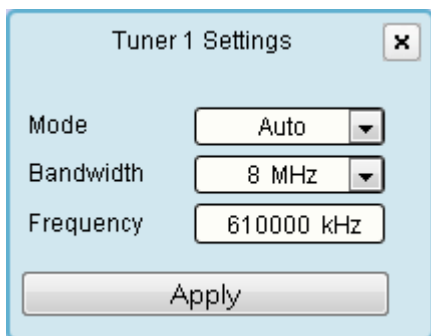 Tuner 1 Settings
Mode Auto
Bandwidth 8 MHz
Frequency 610000 kHz
Apply